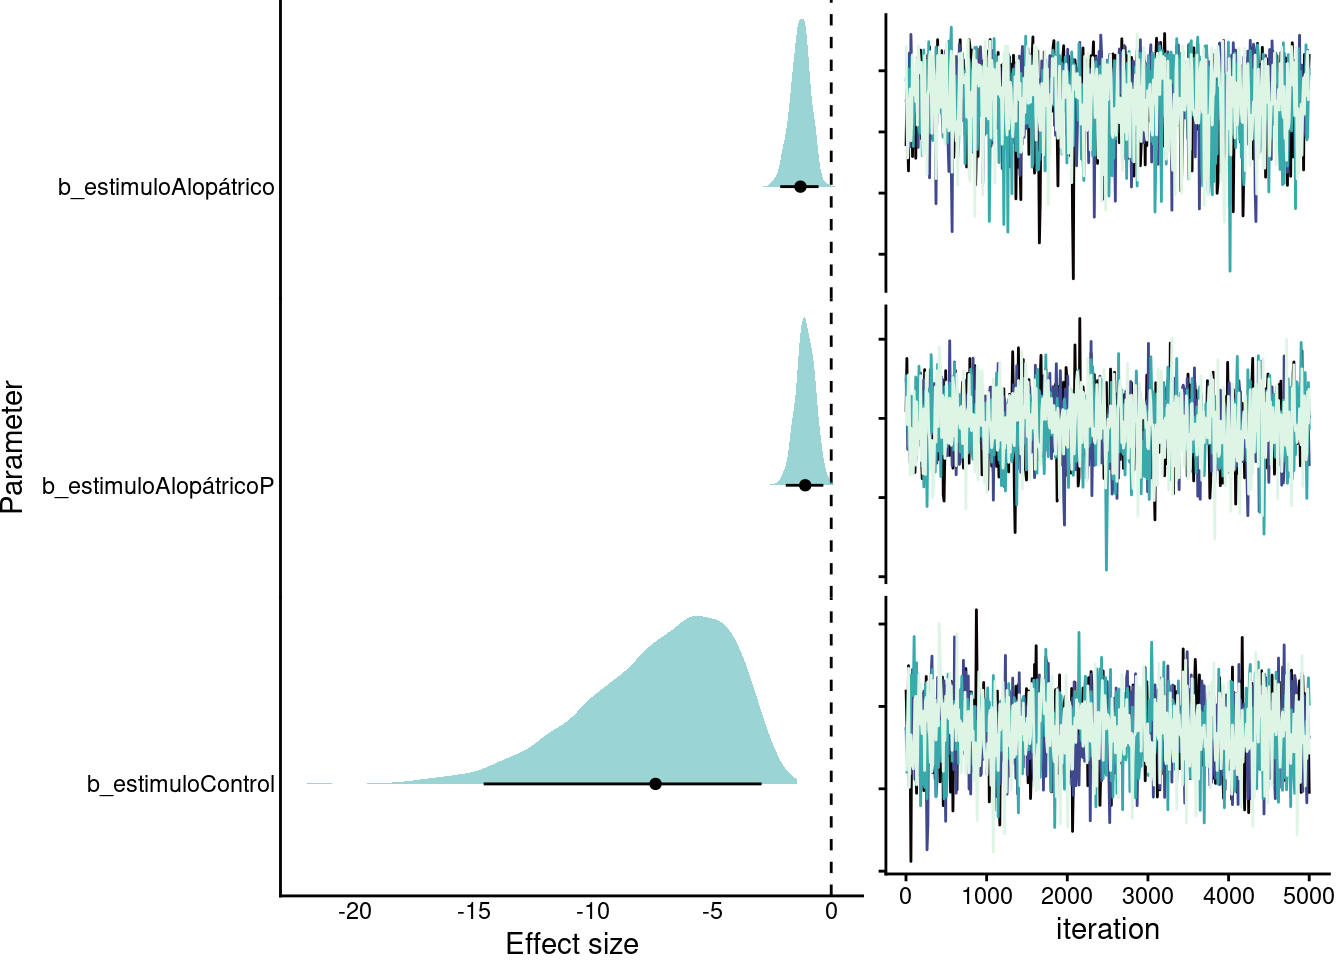 Parameter
b_estimuloAlopátrico
b_estimuloAlopátricoP
b_estimuloControl
-20 -15 -10 -5 0
Effect size
0 1000 2000 3000 4000 5000
iteration